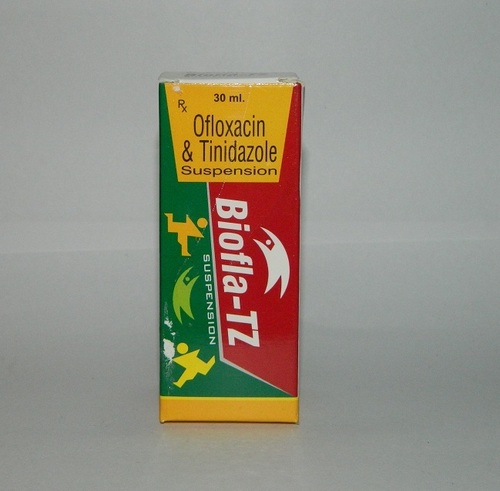 Rx
30 ml.
Ofloxacin
& Tinidazole
Suspension
Biofla-TZ
SUSPENSION